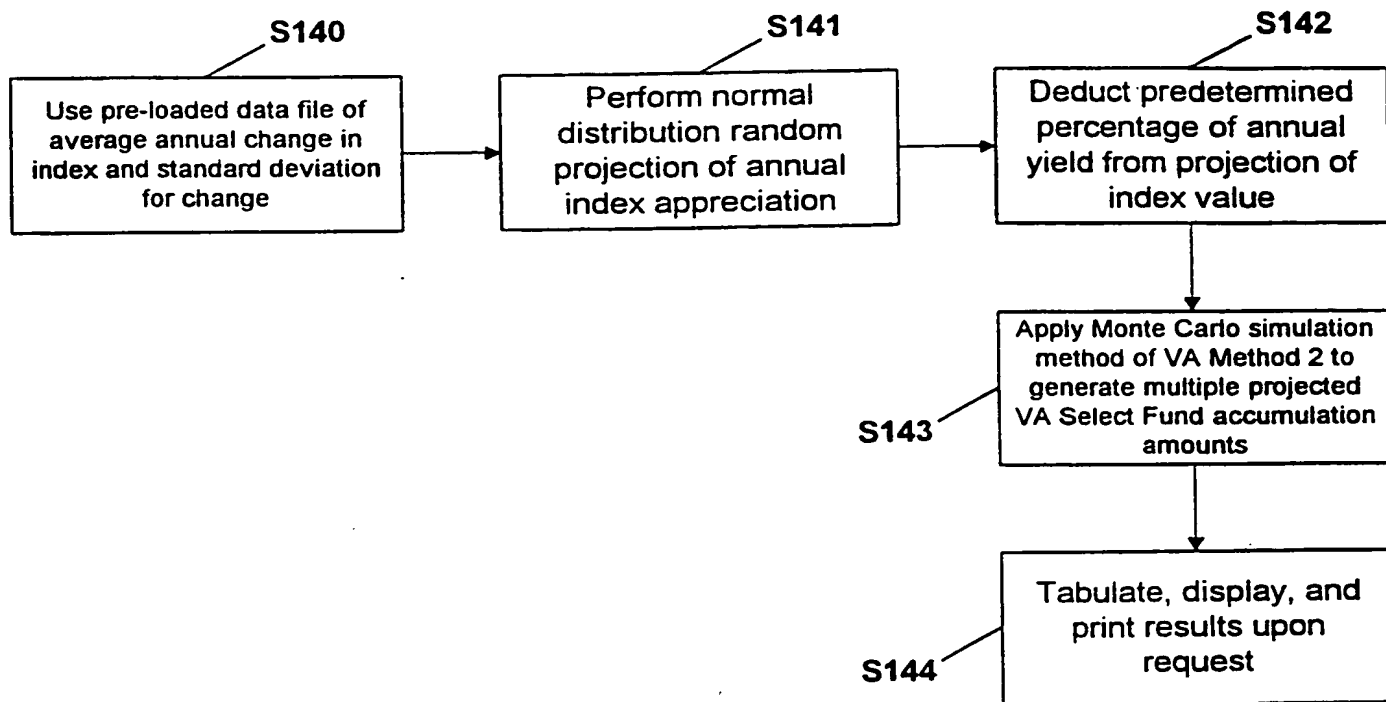 S140
Use pre-loaded data file of
average annual change in
index and standard deviation
for change
S141
Perform normal
distribution random
projection of annual
index appreciation
S142
Deduct predetermined
percentage of annual
yield from projection of
index value
Apply Monte Carlo simulation
method of VA Method 2 to
generate multiple projected
VA Select Fund accumulation
amounts
S143
Tabulate, display, and
print results upon
request
S144